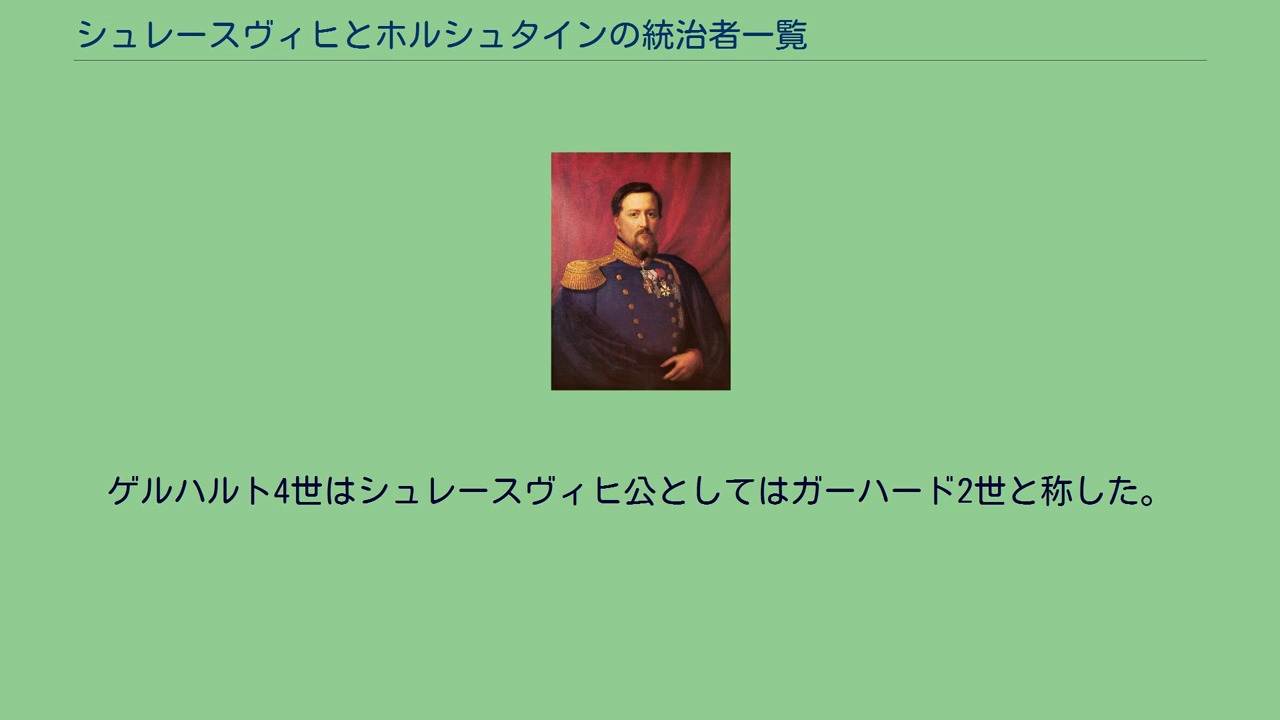 シュレースヴィヒとホルシュタインの統治者一覧
ゲルハルト4世はシュレースヴィヒ公としてはガーハード2世と称した。